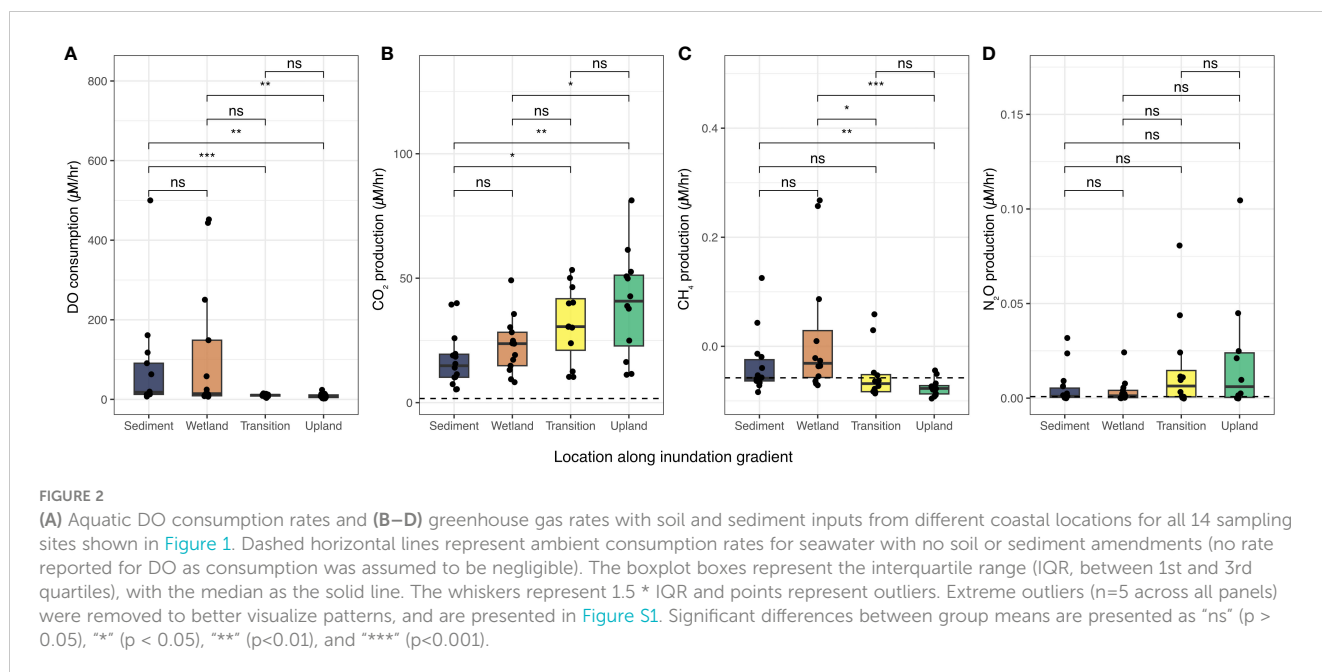 A
B
C
D
DO consumption (µM/hr)
800
600
400
200
0
ns
**
ns
**
***
ns
Sediment
Wetland
Transition
Upland
CO₂ production (µM/hr)
100
50
0
ns
*
ns
**
*
ns
Sediment
Wetland
Transition
Upland
CH₄ production (µM/hr)
0.4
0.2
0.0
ns
***
*
**
ns
ns
Sediment
Wetland
Transition
Upland
N₂O production (µM/hr)
0.15
0.10
0.05
0.00
ns
ns
ns
ns
ns
ns
Sediment
Wetland
Transition
Upland
Location along inundation gradient
FIGURE 2
(A) Aquatic DO consumption rates and (B–D) greenhouse gas rates with soil and sediment inputs from different coastal locations for all 14 sampling
sites shown in Figure 1. Dashed horizontal lines represent ambient consumption rates for seawater with no soil or sediment amendments (no rate
reported for DO as consumption was assumed to be negligible). The boxplot boxes represent the interquartile range (IQR, between 1st and 3rd
quartiles), with the median as the solid line. The whiskers represent 1.5 * IQR and points represent outliers. Extreme outliers (n=5 across all panels)
were removed to better visualize patterns, and are presented in Figure S1. Significant differences between group means are presented as “ns” (p >
0.05), “*” (p < 0.05), “**” (p<0.01), and “***” (p<0.001).